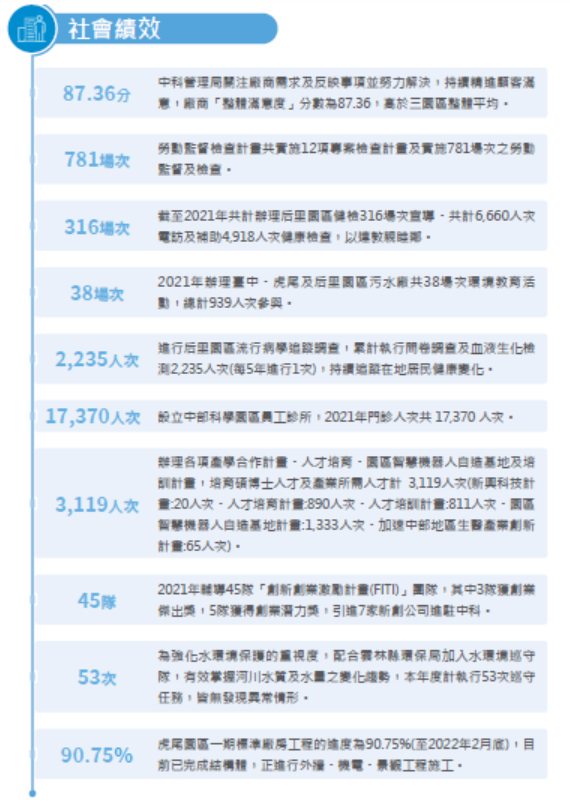 社會績效
87.36分
中科管理局關注廠商需求及反映事項並努力解決，持續精進顧客滿
意，廠商「整體滿意度」分數為87.36，高於三園區整體平均。
781場次
勞動監督檢查計畫共實施12項專案檢查計畫及實施781場次之勞動
監督及檢查。
316場次
截至2021年共計辦理后里園區健檢316場次宣導、共計6,660人次
電訪及補助4,918人次健康檢查，以達敦親睦鄰。
38場次
2021年辦理臺中、虎尾及后里園區污水廠共38場次環境教育活
動，總計939人次參與。
2,235人次
進行后里園區流行病學追蹤調查，累計執行問卷調查及血液生化檢
測2,235人次(每5年進行1次)，持續追蹤在地居民健康變化。
17,370人次
設立中部科學園區員工診所，2021年門診人次共 17,370 人次。
3,119人次
辦理各項產學合作計畫、人才培育、園區智慧機器人自造基地及培
訓計畫，培育碩博士人才及產業所需人才計 3,119人次(新興科技計
畫:20人次、人才培育計畫:890人次、人才培訓計畫:811人次、園區
智慧機器人自造基地計畫:1,333人次、加速中部地區生醫產業創新
計畫:65人次)。
45隊
2021年輔導45隊「創新創業激勵計畫(FITI)」團隊，其中3隊獲創業
傑出獎，5隊獲得創業潛力獎，引進7家新創公司進駐中科。
53次
為強化水環境保護的重視度，配合雲林縣環保局加入水環境巡守
隊，有效掌握河川水質及水量之變化趨勢，本年度計執行53次巡守
任務，皆無發現異常情形。
90.75%
虎尾園區一期標準廠房工程的進度為90.75%(至2022年2月底)，目
前已完成結構體，正進行外牆、機電、景觀工程施工。